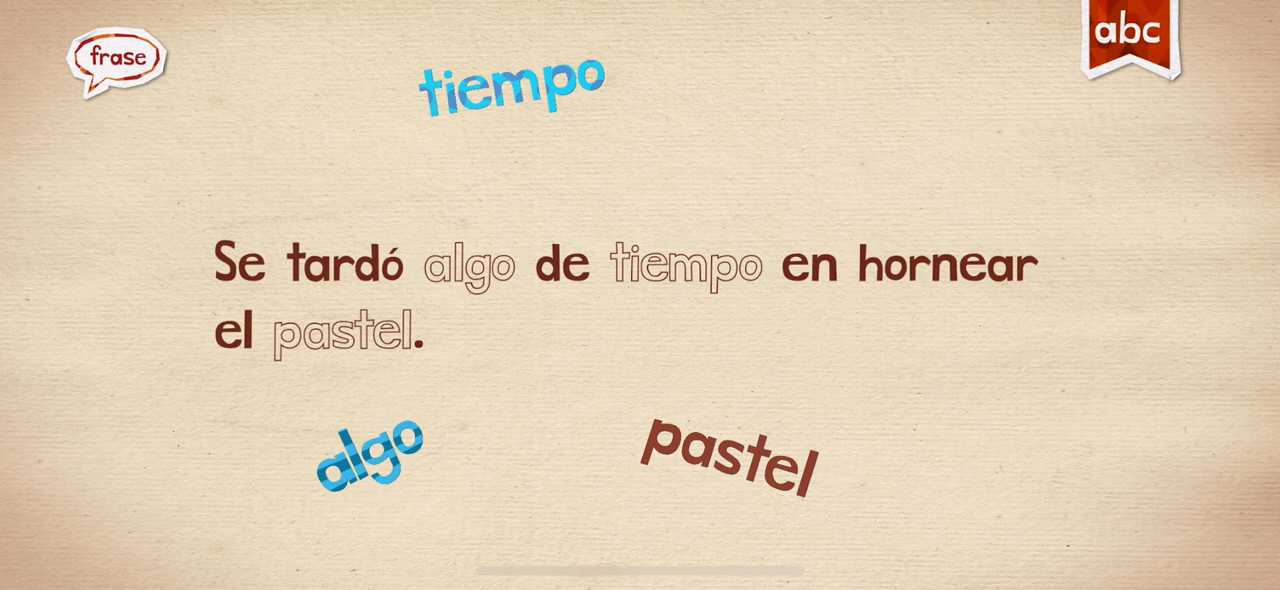 frase
abc
tiempo
Se tardó algo de tiempo en hornear
el pastel.
algo
pastel